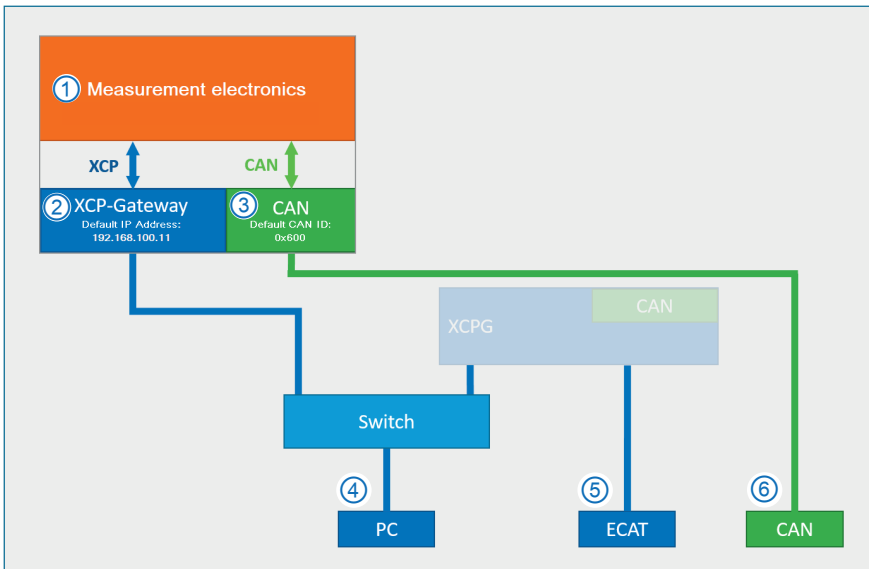 1 Measurement electronics
XCP
CAN
2 XCP-Gateway
Default IP Address:
192.168.100.11
3 CAN
Default CAN ID:
0x600
CAN
XCPG
Switch
4
PC
5
ECAT
6
CAN